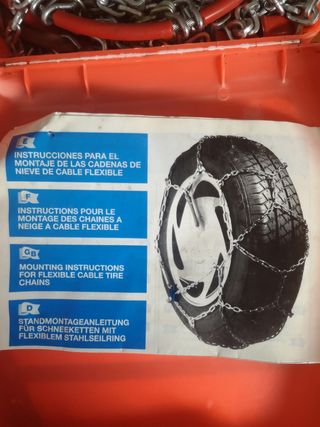 E
INSTRUCCIONES PARA EL
MONTAJE DE LAS CADENAS DE
NIEVE DE CABLE FLEXIBLE
F
INSTRUCTIONS POUR LE
MONTAGE DES CHAINES A
NEIGE A CABLE FLEXIBLE
GB
MOUNTING INSTRUCTIONS
FOR FLEXIBLE CABLE TIRE
CHAINS
D
STANDMONTAGEANLEITUNG
FÜR SCHNEEKETTEN MIT
FLEXIBLEM STAHLSEILRING